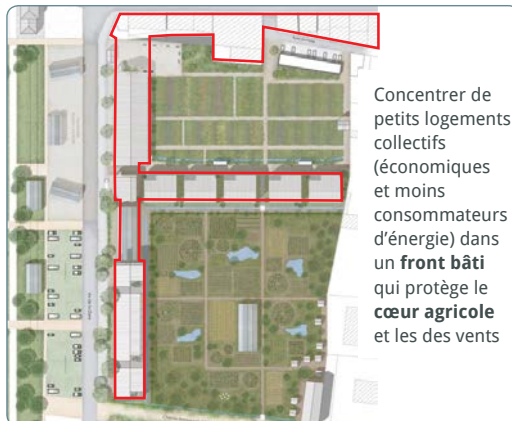 Concentrer de
petits logements
collectifs
(économiques
et moins
consommateurs
d’énergie) dans
un front bâti
qui protège le
cœur agricole
et les des vents